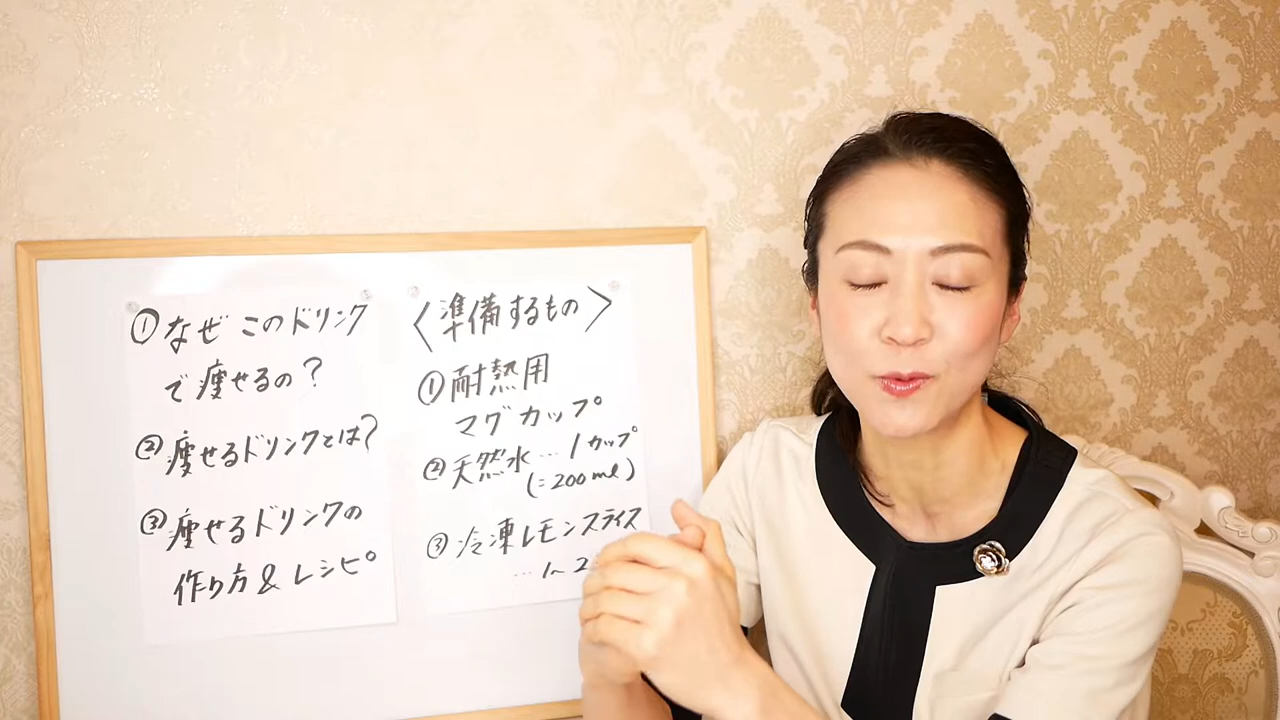 ①なぜこのドリンク
で痩せるの?
②痩せるドリンクとは?
③痩せるドリンクの
作り方&レシピ
〈準備するもの〉
①耐熱用
マグカップ
②天然水…1カップ
(=200ml)
③冷凍レモンスライス
…1~2